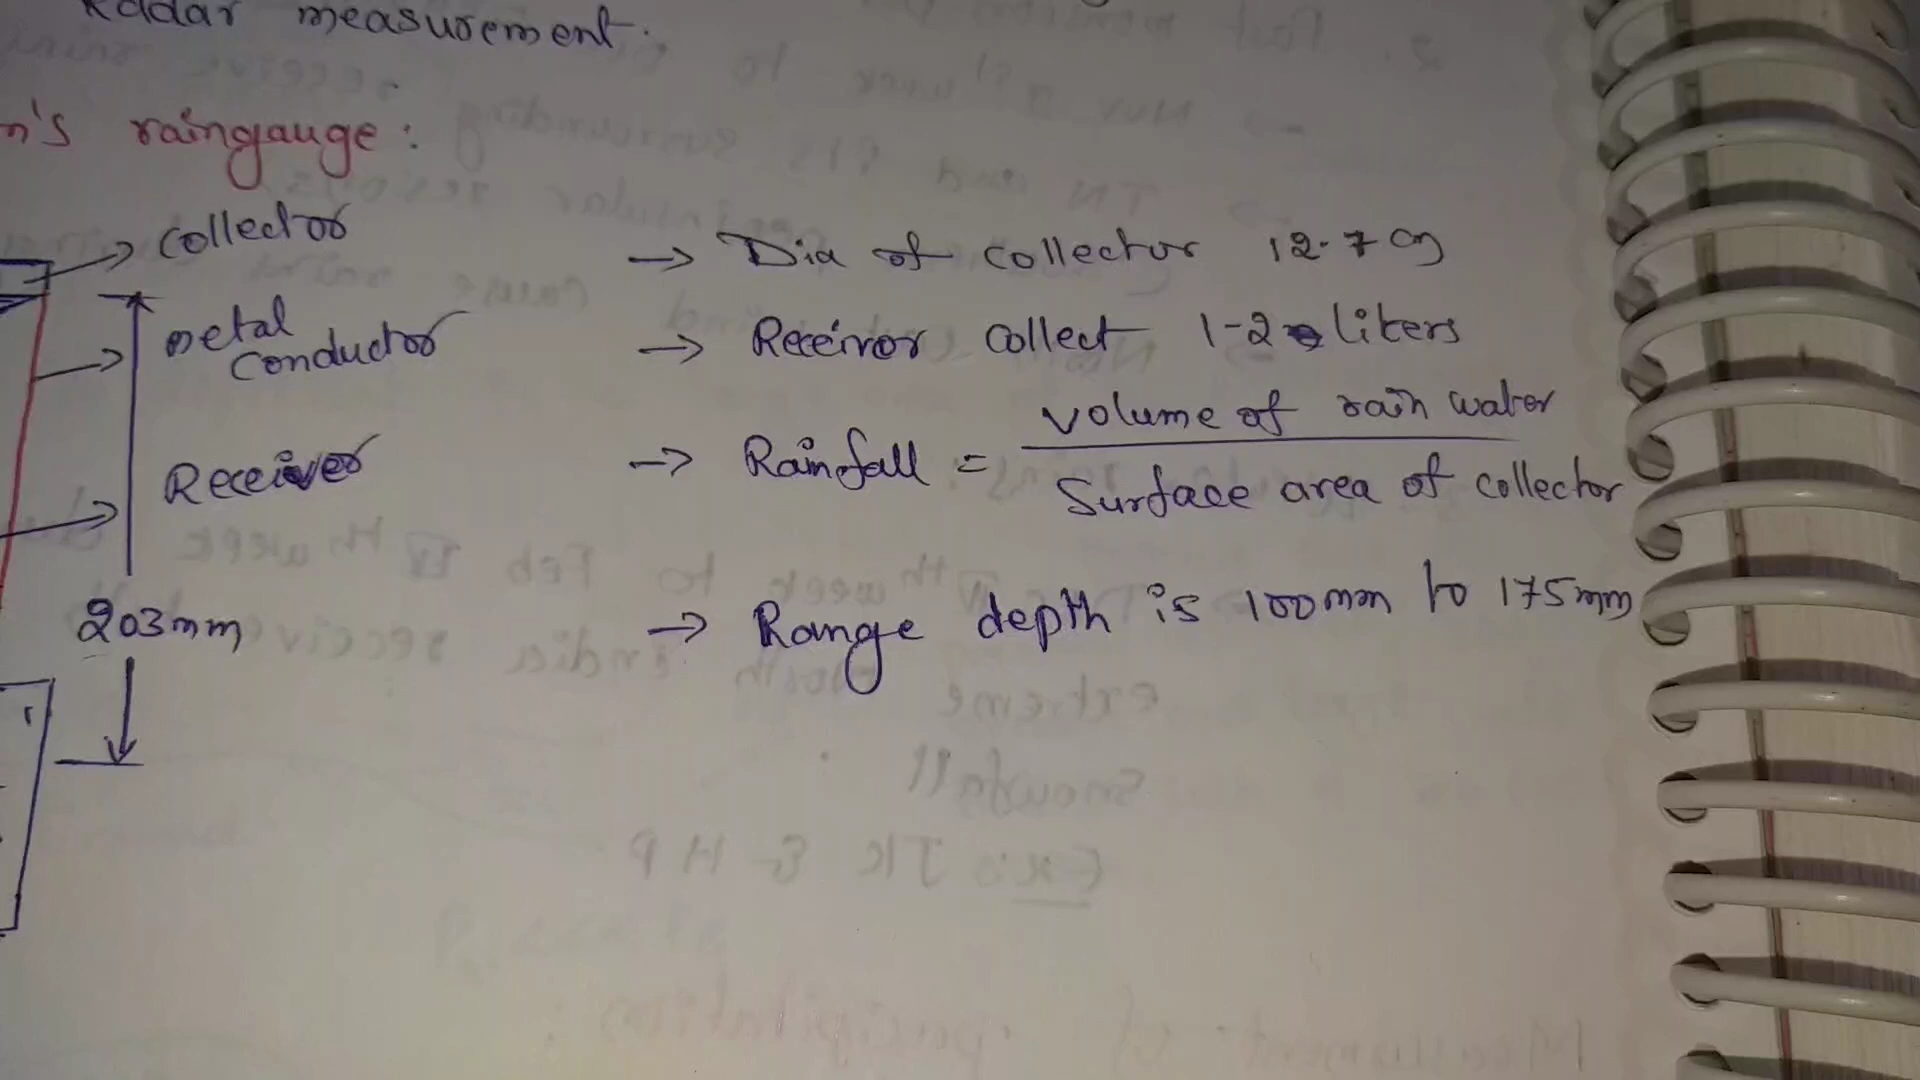 Radar measurement.
n's raingauge:
Collector
→ Dia of collector 12.7 cm
metal conductor
→ Receiver collect 1-2 liters
→ Rainfall = volume of rain water
Surface area of collector
Receiver
203mm
→ Range depth is 100mm to 175mm